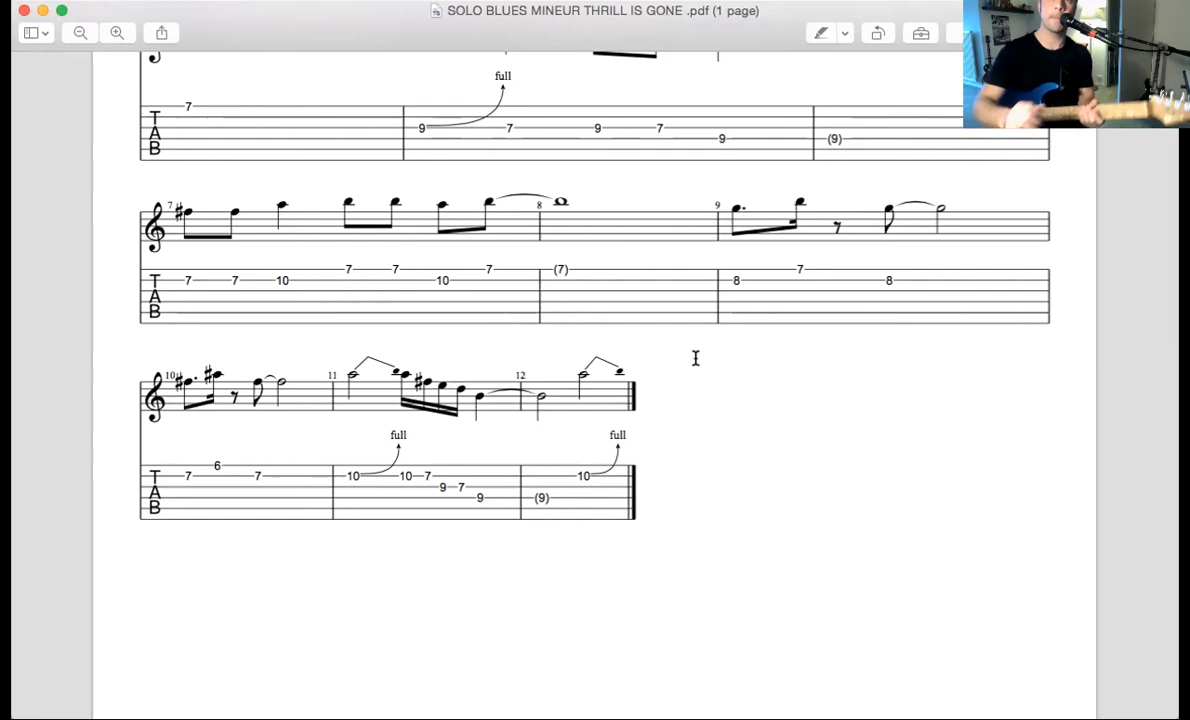 SOLO BLUES MINEUR THRILL IS GONE .pdf (1 page)
full
7 9 7 9 7 9 (9)
T
A
B
7 8 9
7 7 10 7 7 10 7 (7) 8 7 8
T
A
B
10 11 12
full full
7 6 7 10 10 7 9 7 9 (9) 10
T
A
B